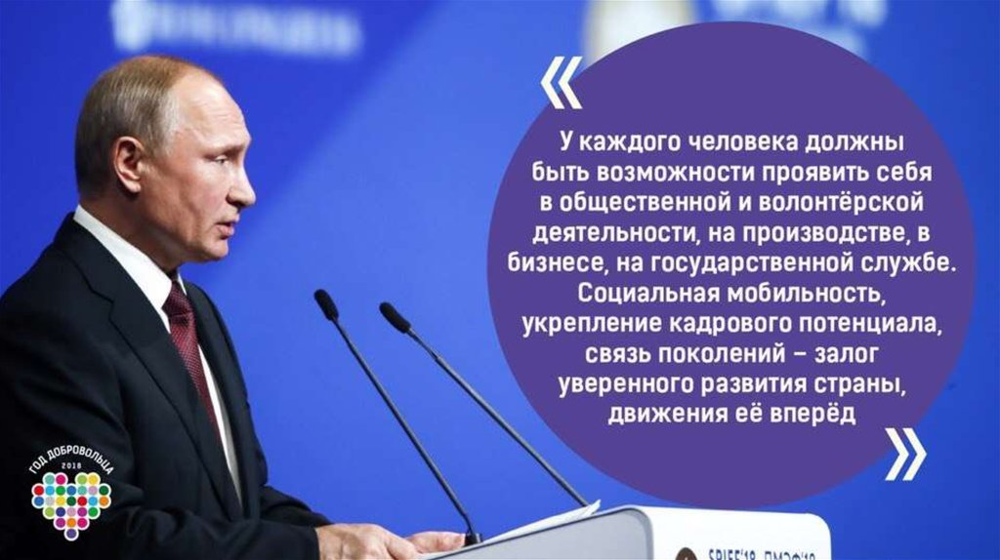 «
У каждого человека должны
быть возможности проявить себя
в общественной и волонтёрской
деятельности, на производстве, в
бизнесе, на государственной службе.
Социальная мобильность,
укрепление кадрового потенциала,
связь поколений – залог
уверенного развития страны,
движения её вперёд
»
ГОД ДОБРОВОЛЬЦА
2018
SPIEF'18 ПМЭФ'18